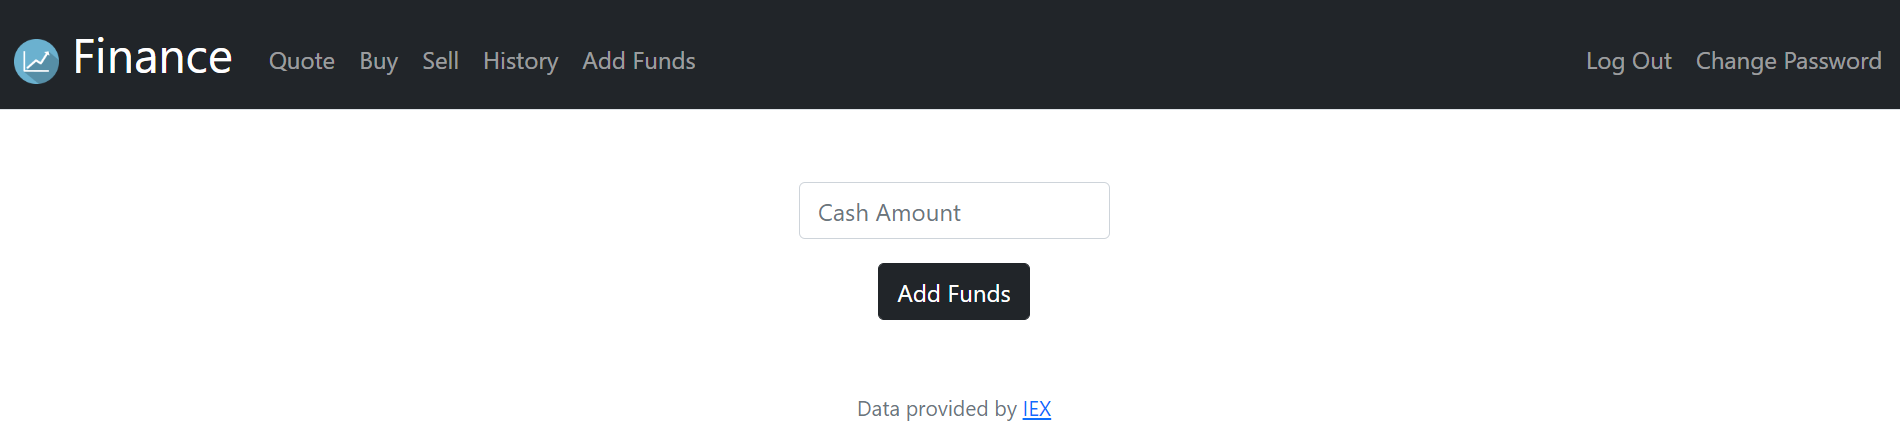 Finance Quote Buy Sell History Add Funds Log Out Change Password
Cash Amount
Add Funds
Data provided by IEX